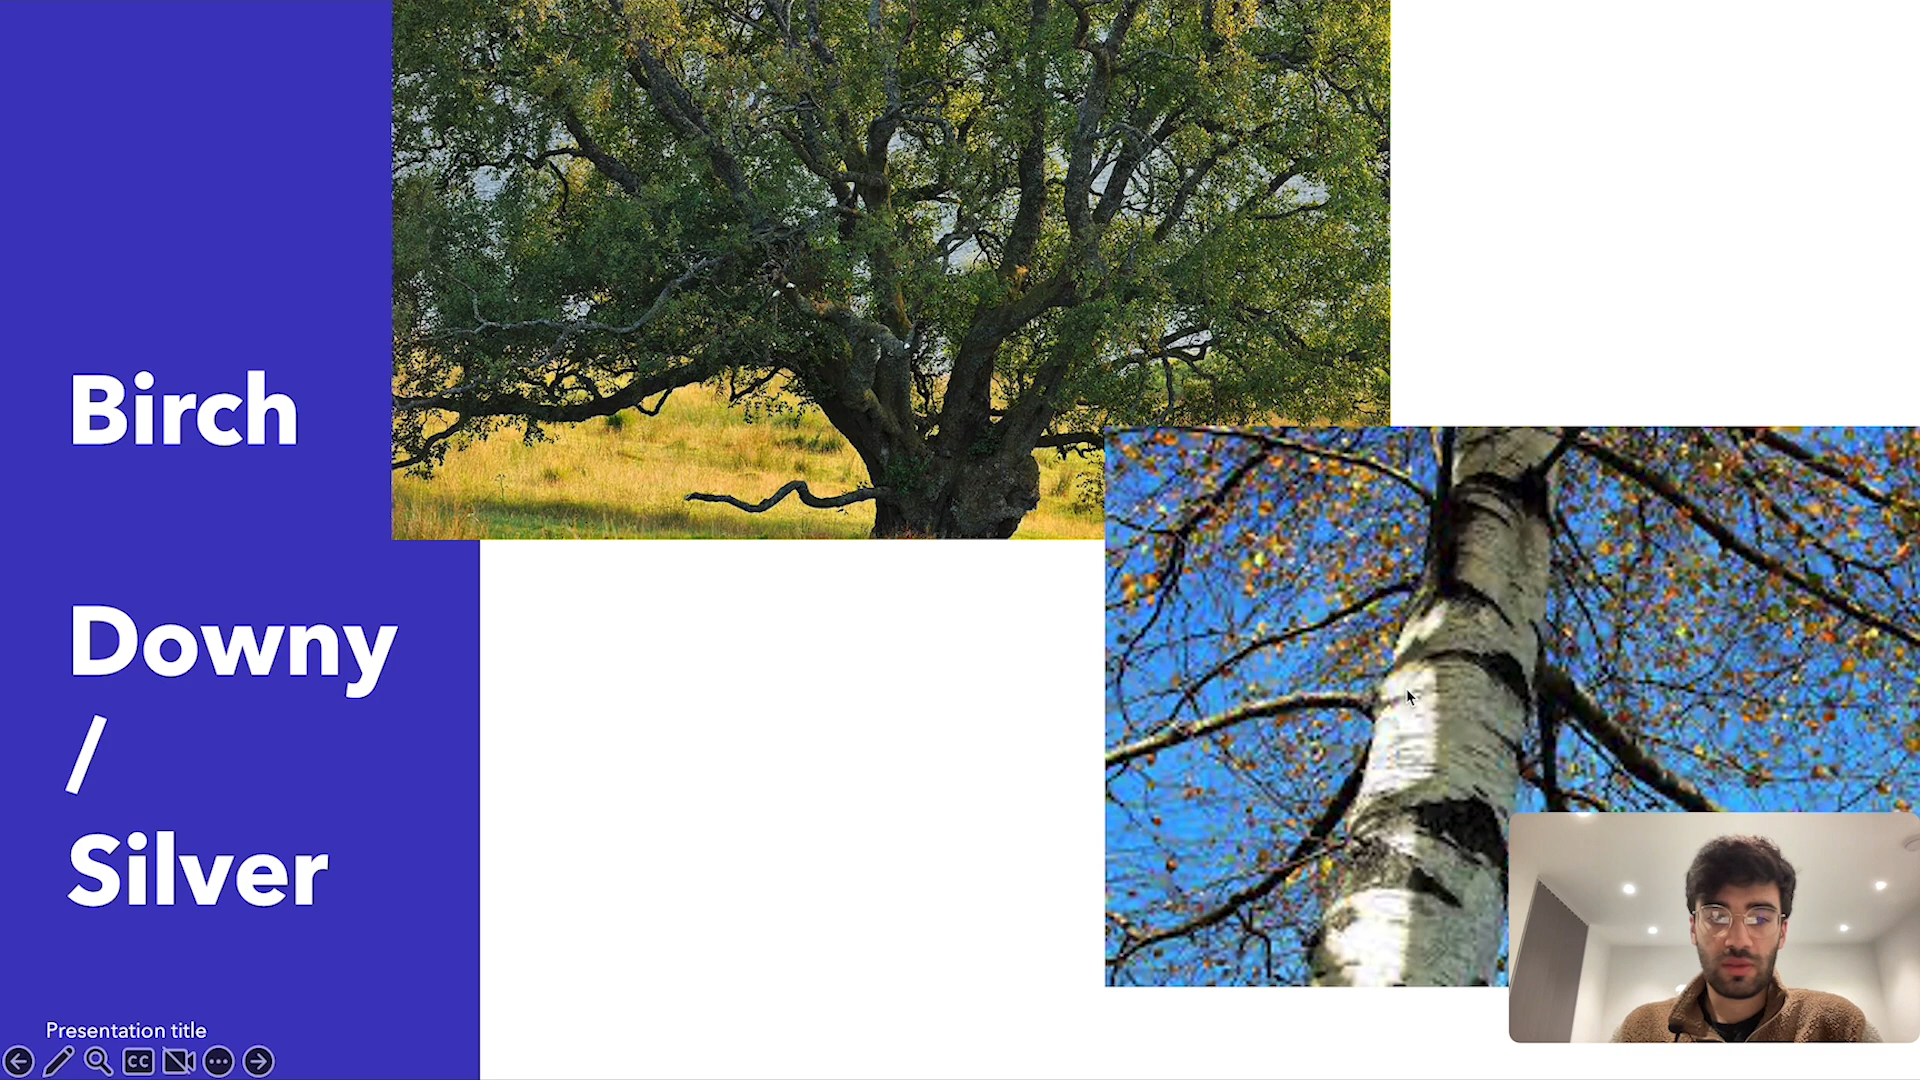 Birch
Downy
/
Silver
Presentation title
CC